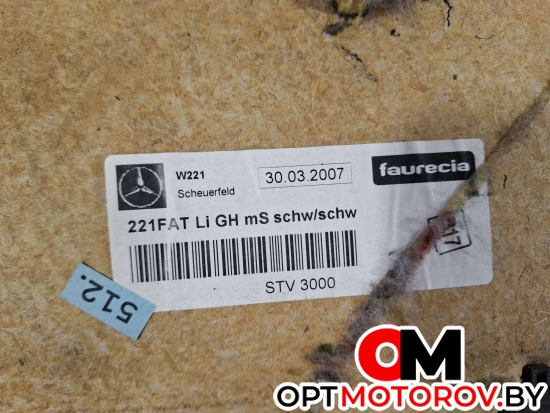 W221
Scheuerfeld
30.03.2007
faurecia
221FAT Li GH mS schw/schw
STV 3000
512.
OM
OPTMOTOROV.BY